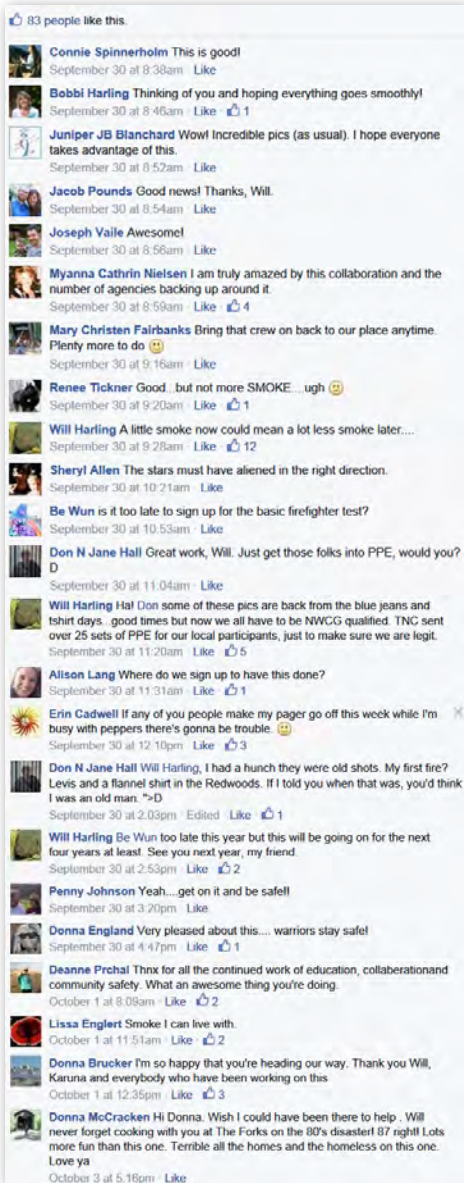 83 people like this.
Connie Spinnerholm This is good!
September 30 at 8:38am · Like
Bobbi Harling Thinking of you and hoping everything goes smoothly!
September 30 at 8:46am · Like · 1
Juniper JB Blanchard Wow! Incredible pics (as usual). I hope everyone
takes advantage of this.
September 30 at 8:52am · Like
Jacob Pounds Good news! Thanks, Will.
September 30 at 8:54am · Like
Joseph Vaile Awesome!
September 30 at 8:56am · Like
Myanna Cathrin Nielsen I am truly amazed by this collaboration and the
number of agencies backing up around it.
September 30 at 8:59am · Like · 4
Mary Christen Fairbanks Bring that crew on back to our place anytime.
Plenty more to do
September 30 at 9:16am · Like
Renee Tickner Good...but not more SMOKE....ugh
September 30 at 9:20am · Like · 1
Will Harling A little smoke now could mean a lot less smoke later....
September 30 at 9:28am · Like · 12
Sheryl Allen The stars must have aliened in the right direction.
September 30 at 10:21am · Like
Be Wun is it too late to sign up for the basic firefighter test?
September 30 at 10:53am · Like
Don N Jane Hall Great work, Will. Just get those folks into PPE, would you?
D
September 30 at 11:04am · Like
Will Harling Ha! Don some of these pics are back from the blue jeans and
tshirt days...good times but now we all have to be NWCG qualified. TNC sent
over 25 sets of PPE for our local participants, just to make sure we are legit.
September 30 at 11:20am · Like · 5
Alison Lang Where do we sign up to have this done?
September 30 at 11:31am · Like · 1
Erin Cadwell If any of you people make my pager go off this week while I'm
busy with peppers there's gonna be trouble.
September 30 at 12:10pm · Like · 3
Don N Jane Hall Will Harling, I had a hunch they were old shots. My first fire?
Levis and a flannel shirt in the Redwoods. If I told you when that was, you'd think
I was an old man. ">D
September 30 at 2:03pm · Edited · Like · 1
Will Harling Be Wun too late this year but this will be going on for the next
four years at least. See you next year, my friend.
September 30 at 2:53pm · Like · 2
Penny Johnson Yeah....get on it and be safe!!
September 30 at 3:20pm · Like
Donna England Very pleased about this.... warriors stay safe!
September 30 at 4:47pm · Like · 1
Deanne Prchal Thnx for all the continued work of education, collaberationand
community safety. What an awesome thing you're doing.
October 1 at 8:09am · Like · 2
Lissa Englert Smoke I can live with.
October 1 at 11:51am · Like · 2
Donna Brucker I'm so happy that you're heading our way. Thank you Will,
Karuna and everybody who have been working on this
October 1 at 12:35pm · Like · 3
Donna McCracken Hi Donna. Wish I could have been there to help . Will
never forget cooking with you at The Forks on the 80's disaster! 87 right! Lots
more fun than this one. Terrible all the homes and the homeless on this one.
Love ya
October 3 at 5:16pm · Like